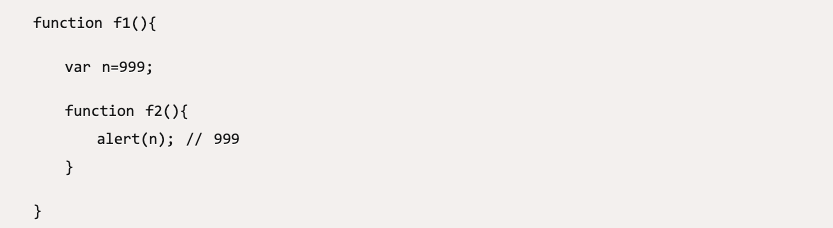 function f1(){
var n=999;
function f2(){
alert(n); // 999
}
}